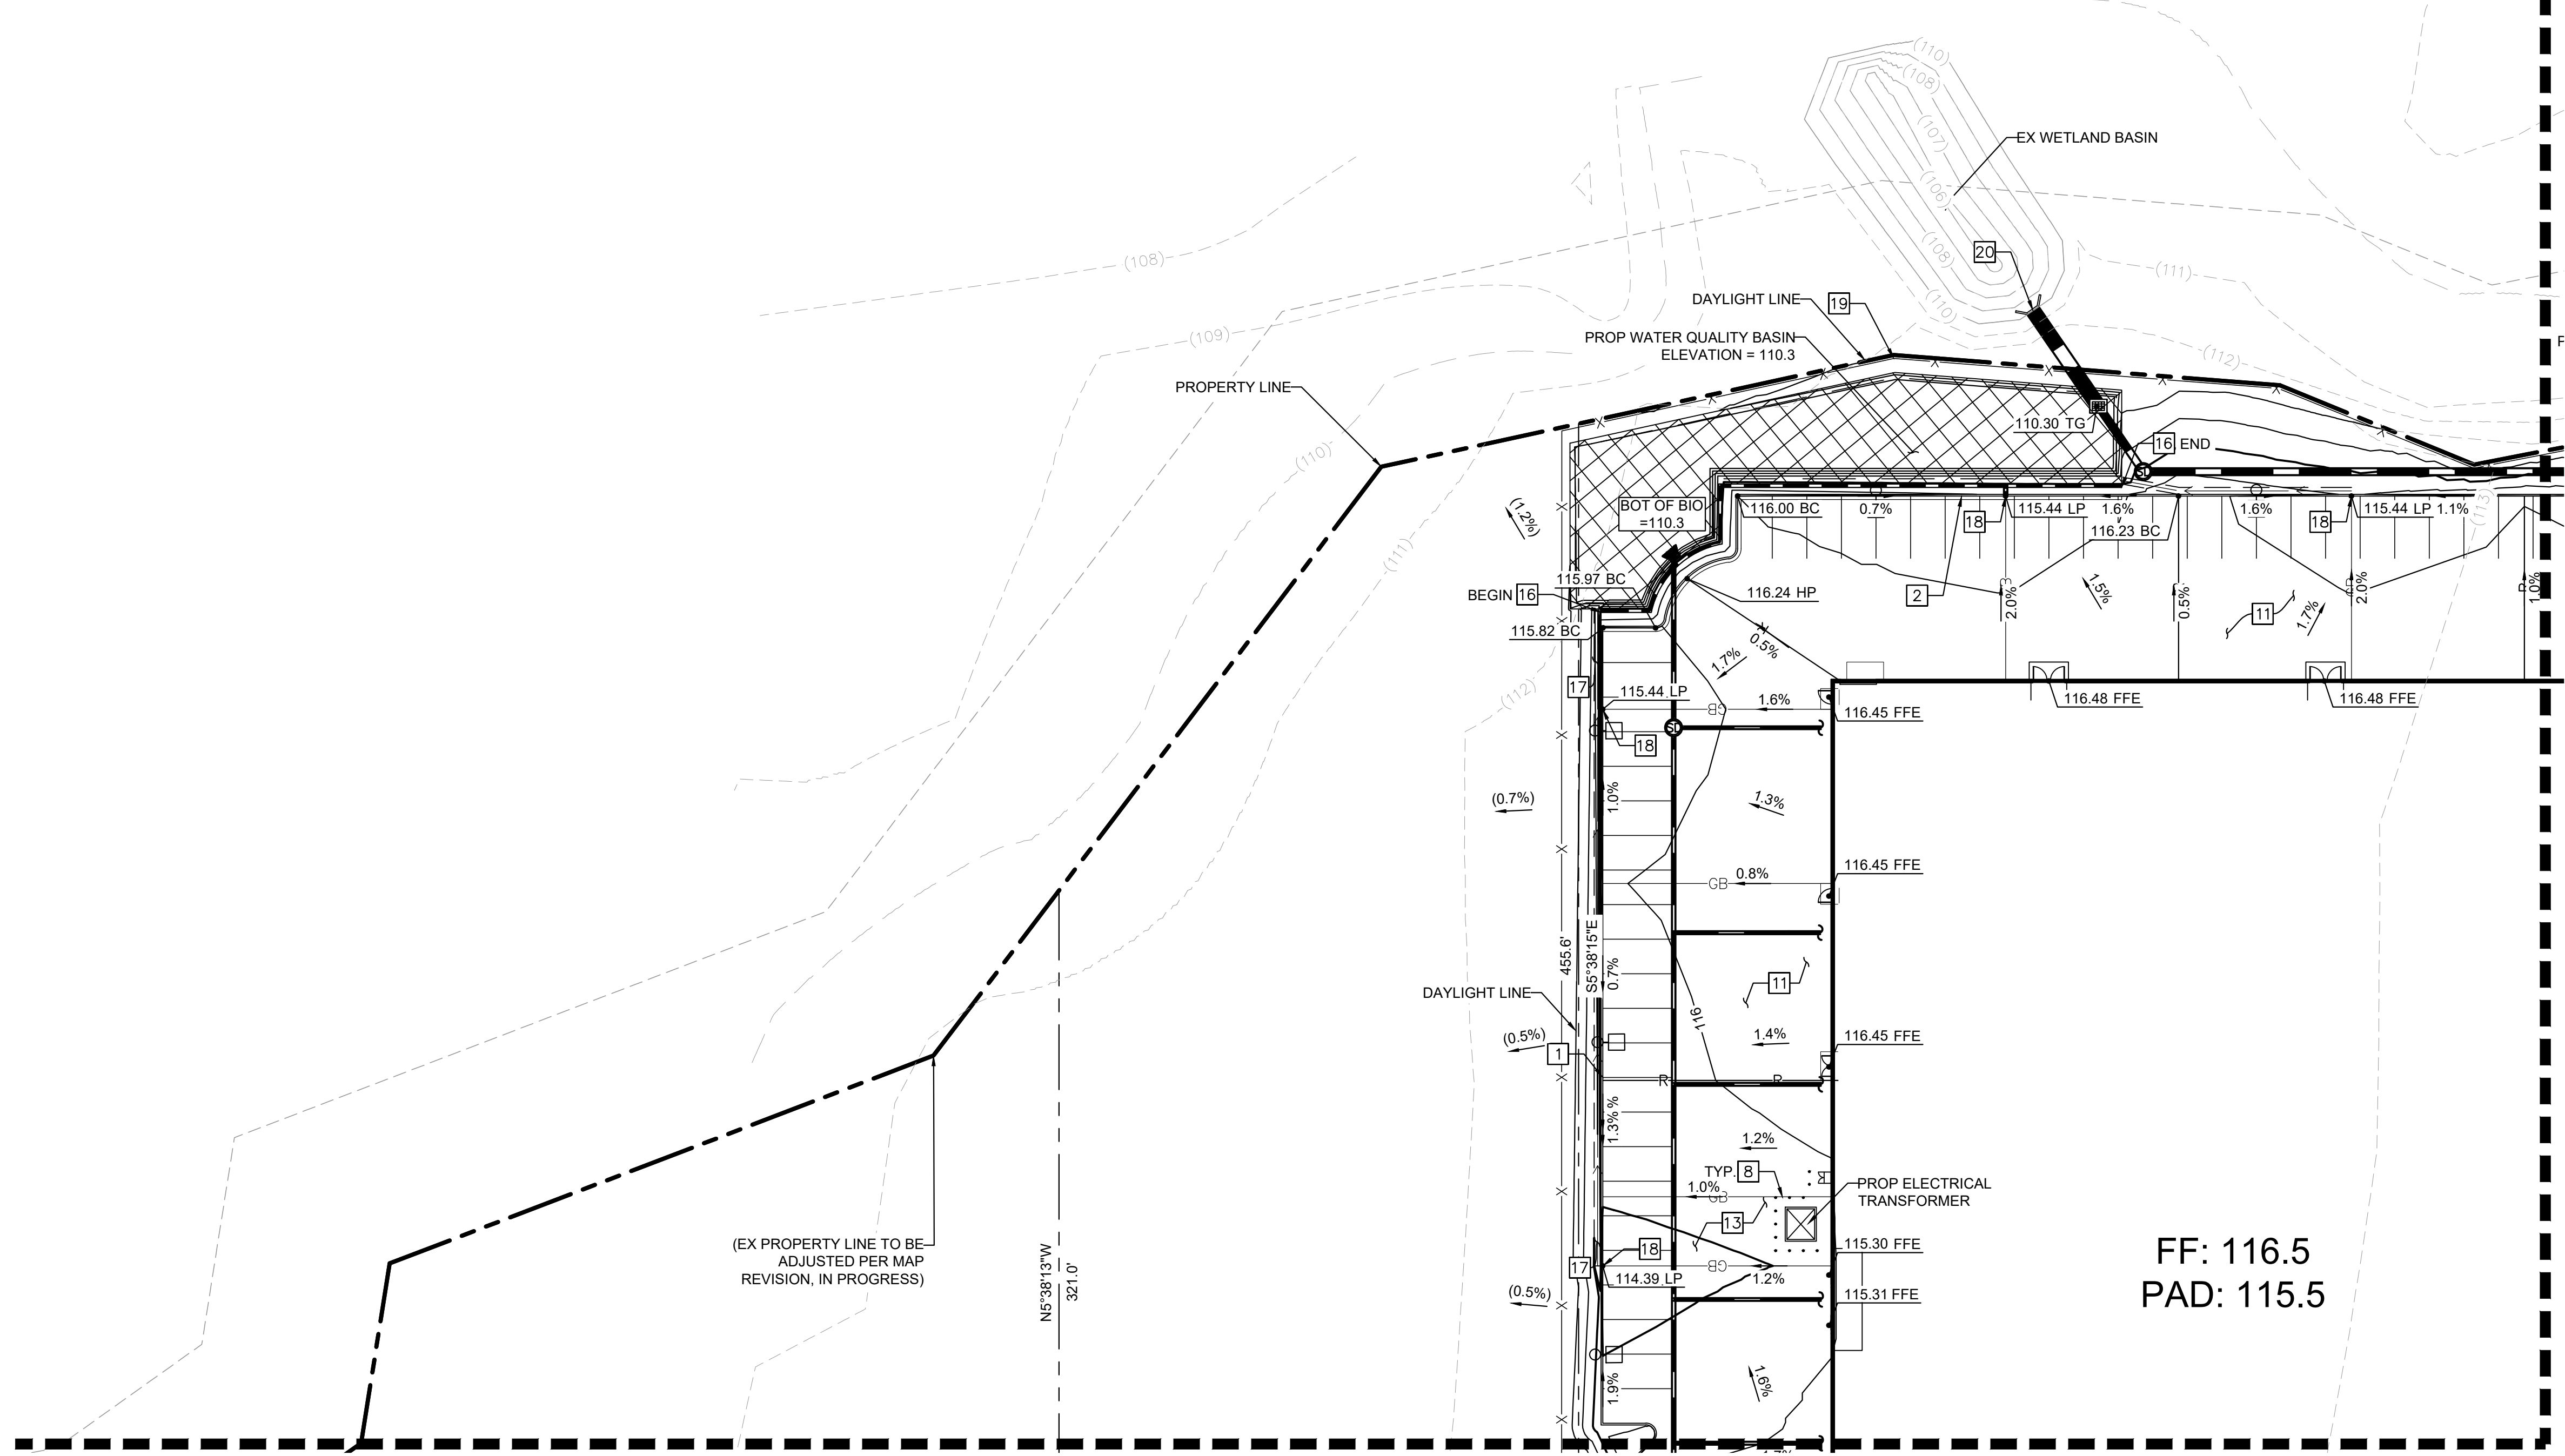 (110)
(108)
(107)
EX WETLAND BASIN
(106)
(108)
20
(108)
(111)
DAYLIGHT LINE
19
(110)
(109)
PROP WATER QUALITY BASIN
ELEVATION = 110.3
(112)
F
PROPERTY LINE
110.30 TG
16 END
SD
(110)
(1.2%)
BOT OF BIO
=110.3
116.00 BC
0.7%
18
115.44 LP
1.6%
116.23 BC
1.6%
18
115.44 LP
1.1%
(113)
(111)
115.97 BC
BEGIN 16
116.24 HP
2
2.0%
1.5%
0.5%
11
1.7%
2.0%
1.0%
115.82 BC
0.5%
1.7%
17
115.44 LP
(112)
1.6%
GB
116.48 FFE
116.48 FFE
116.45 FFE
SD
18
(0.7%)
1.0%
1.3%
116.45 FFE
GB
0.8%
455.6'
S5°38'15"E
0.7%
11
DAYLIGHT LINE
116
(0.5%)
1
1.4%
116.45 FFE
R
R
1.3%
%
1.2%
TYP. 8
PROP ELECTRICAL
TRANSFORMER
1.0%
GB
13
(EX PROPERTY LINE TO BE
ADJUSTED PER MAP
REVISION, IN PROGRESS)
N5°38'13"W
321.0'
18
17
114.39 LP
GB
1.2%
115.30 FFE
115.31 FFE
FF: 116.5
PAD: 115.5
(0.5%)
1.9%
1.6%